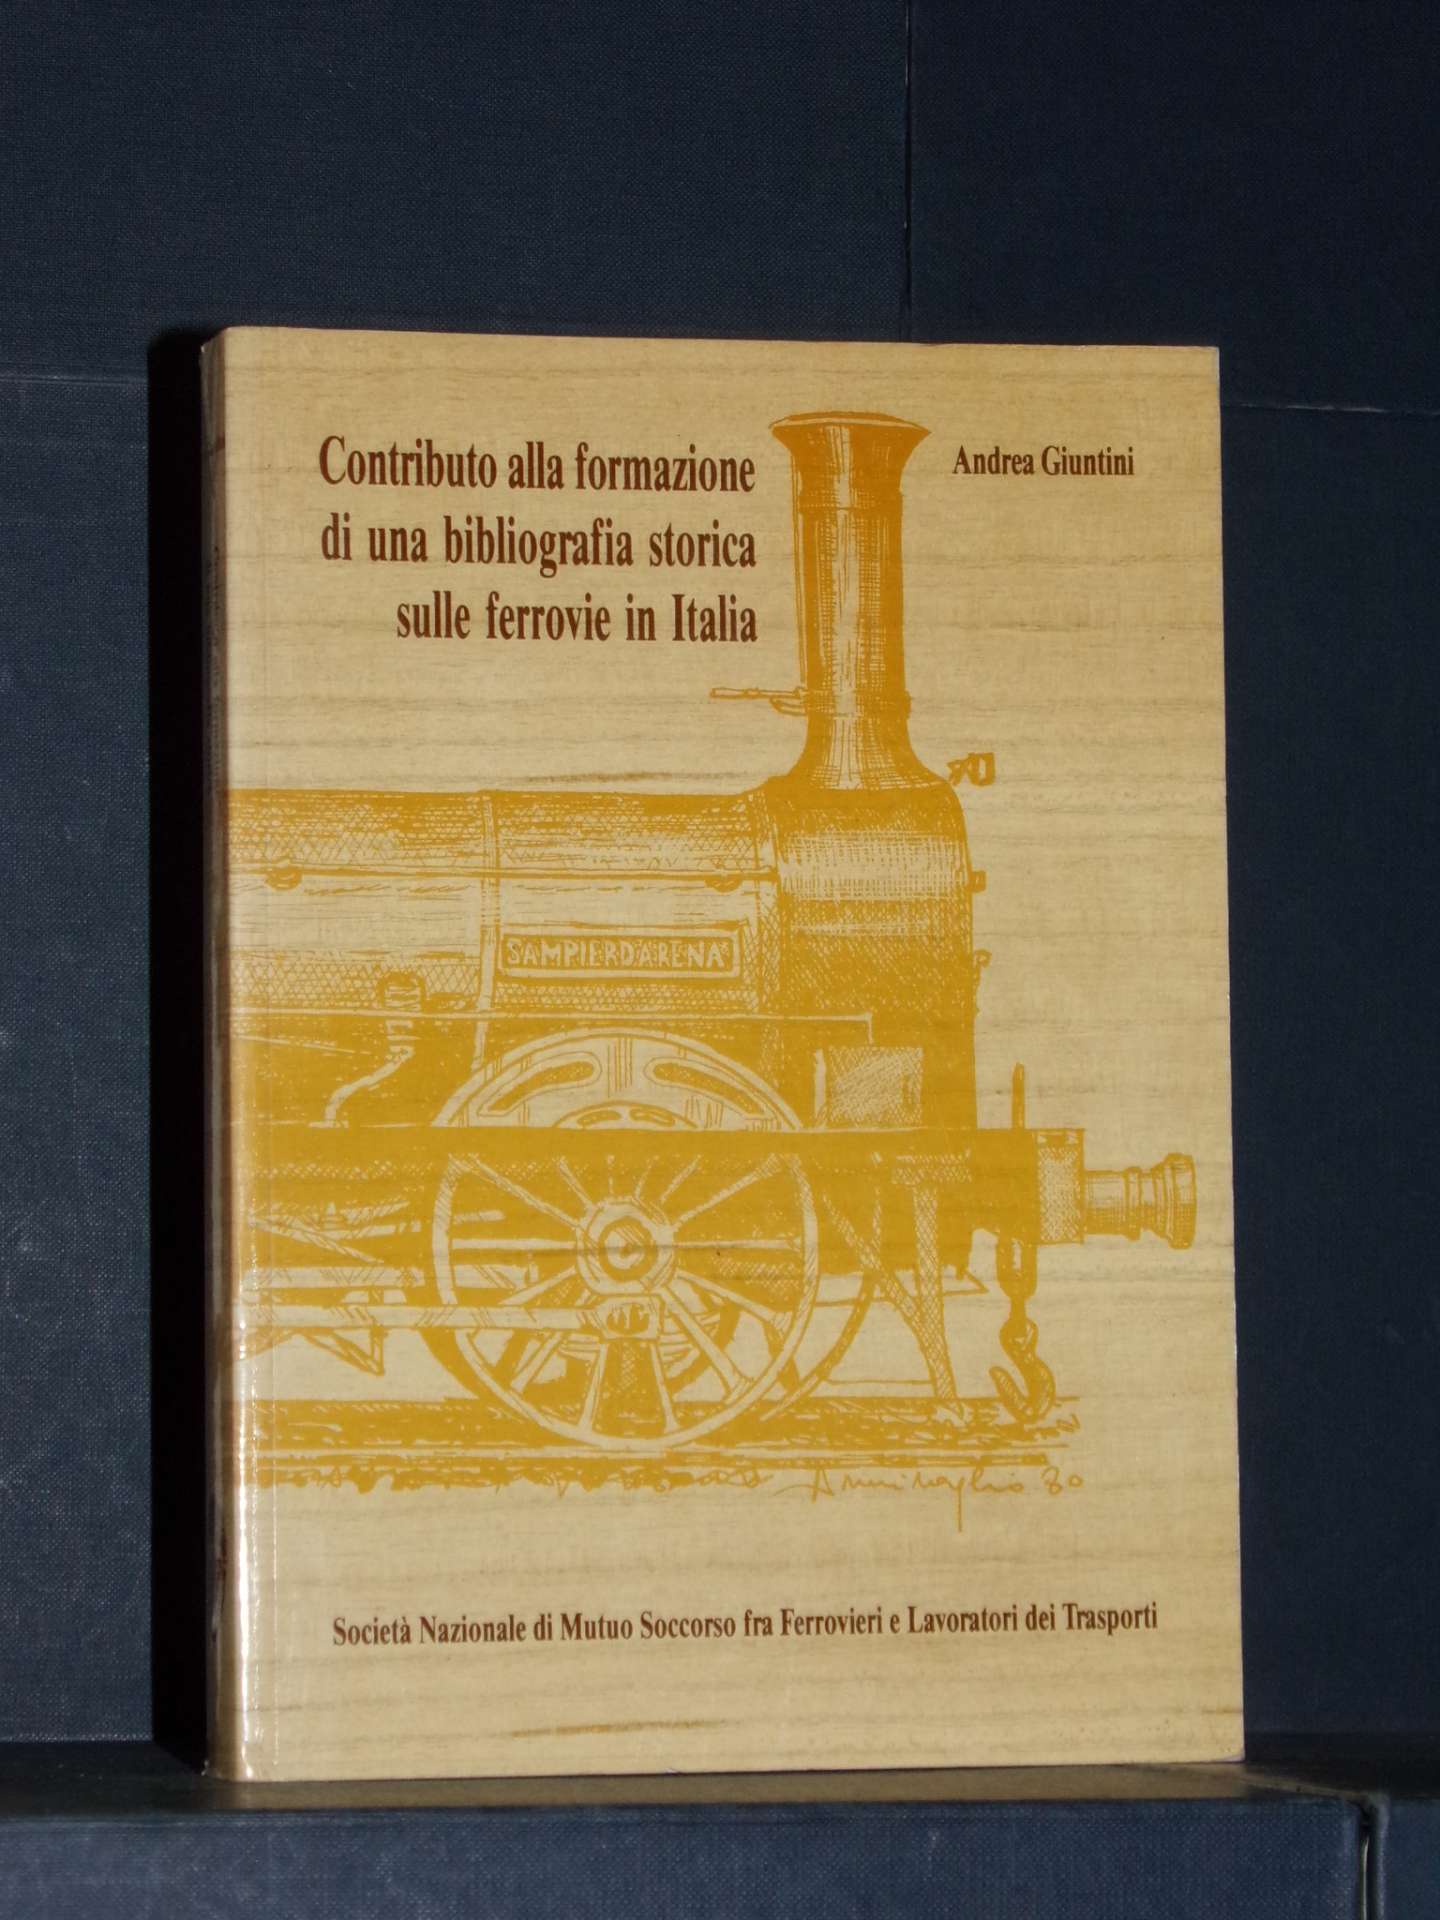 Contributo alla formazione
di una bibliografia storica
sulle ferrovie in Italia
Andrea Giuntini
SAMPIERDARENA
Società Nazionale di Mutuo Soccorso fra Ferrovieri e Lavoratori dei Trasporti